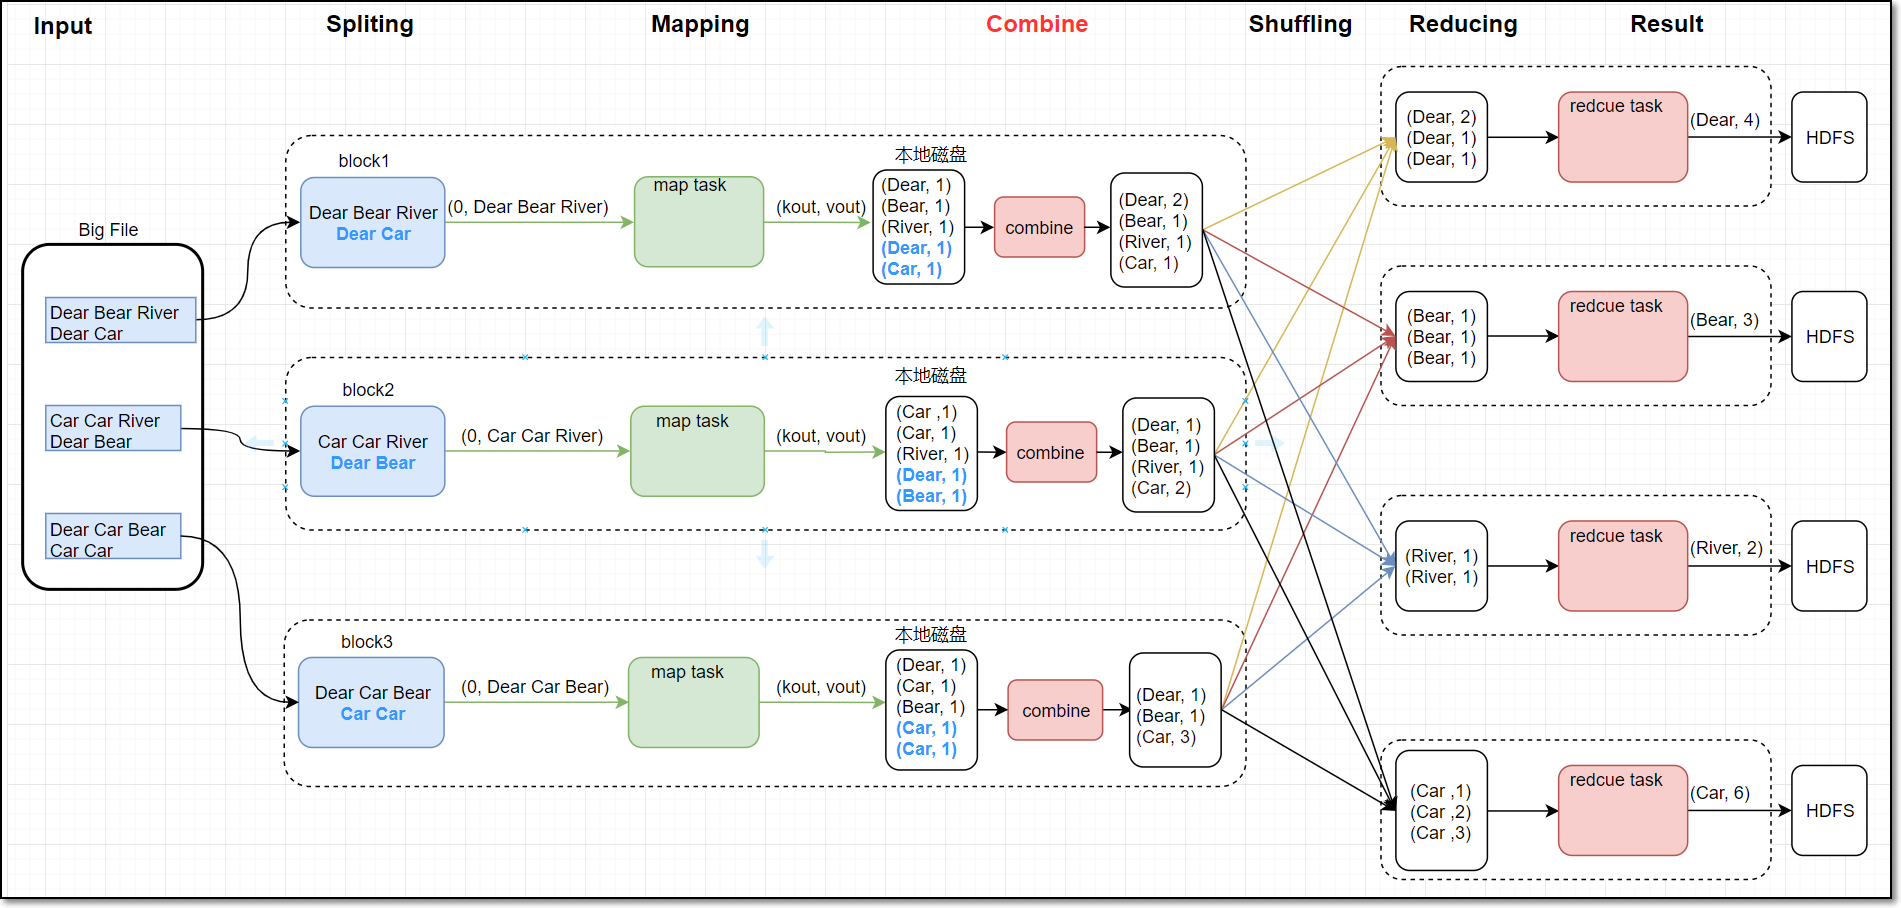 Input
Spliting
Mapping
Combine
Shuffling
Reducing
Result
Big File
Dear Bear River
Dear Car
Car Car River
Dear Bear
Dear Car Bear
Car Car
block1
Dear Bear River
Dear Car
(0, Dear Bear River)
map task
(kout, vout)
本地磁盘
(Dear, 1)
(Bear, 1)
(River, 1)
(Dear, 1)
(Car, 1)
combine
(Dear, 2)
(Bear, 1)
(River, 1)
(Car, 1)
block2
Car Car River
Dear Bear
(0, Car Car River)
map task
(kout, vout)
本地磁盘
(Car ,1)
(Car, 1)
(River, 1)
(Dear, 1)
(Bear, 1)
combine
(Dear, 1)
(Bear, 1)
(River, 1)
(Car, 2)
block3
Dear Car Bear
Car Car
(0, Dear Car Bear)
map task
(kout, vout)
本地磁盘
(Dear, 1)
(Car, 1)
(Bear, 1)
(Car, 1)
(Car, 1)
combine
(Dear, 1)
(Bear, 1)
(Car, 3)
(Dear, 2)
(Dear, 1)
(Dear, 1)
redcue task
(Dear, 4)
HDFS
(Bear, 1)
(Bear, 1)
(Bear, 1)
redcue task
(Bear, 3)
HDFS
(River, 1)
(River, 1)
redcue task
(River, 2)
HDFS
(Car ,1)
(Car ,2)
(Car ,3)
redcue task
(Car, 6)
HDFS